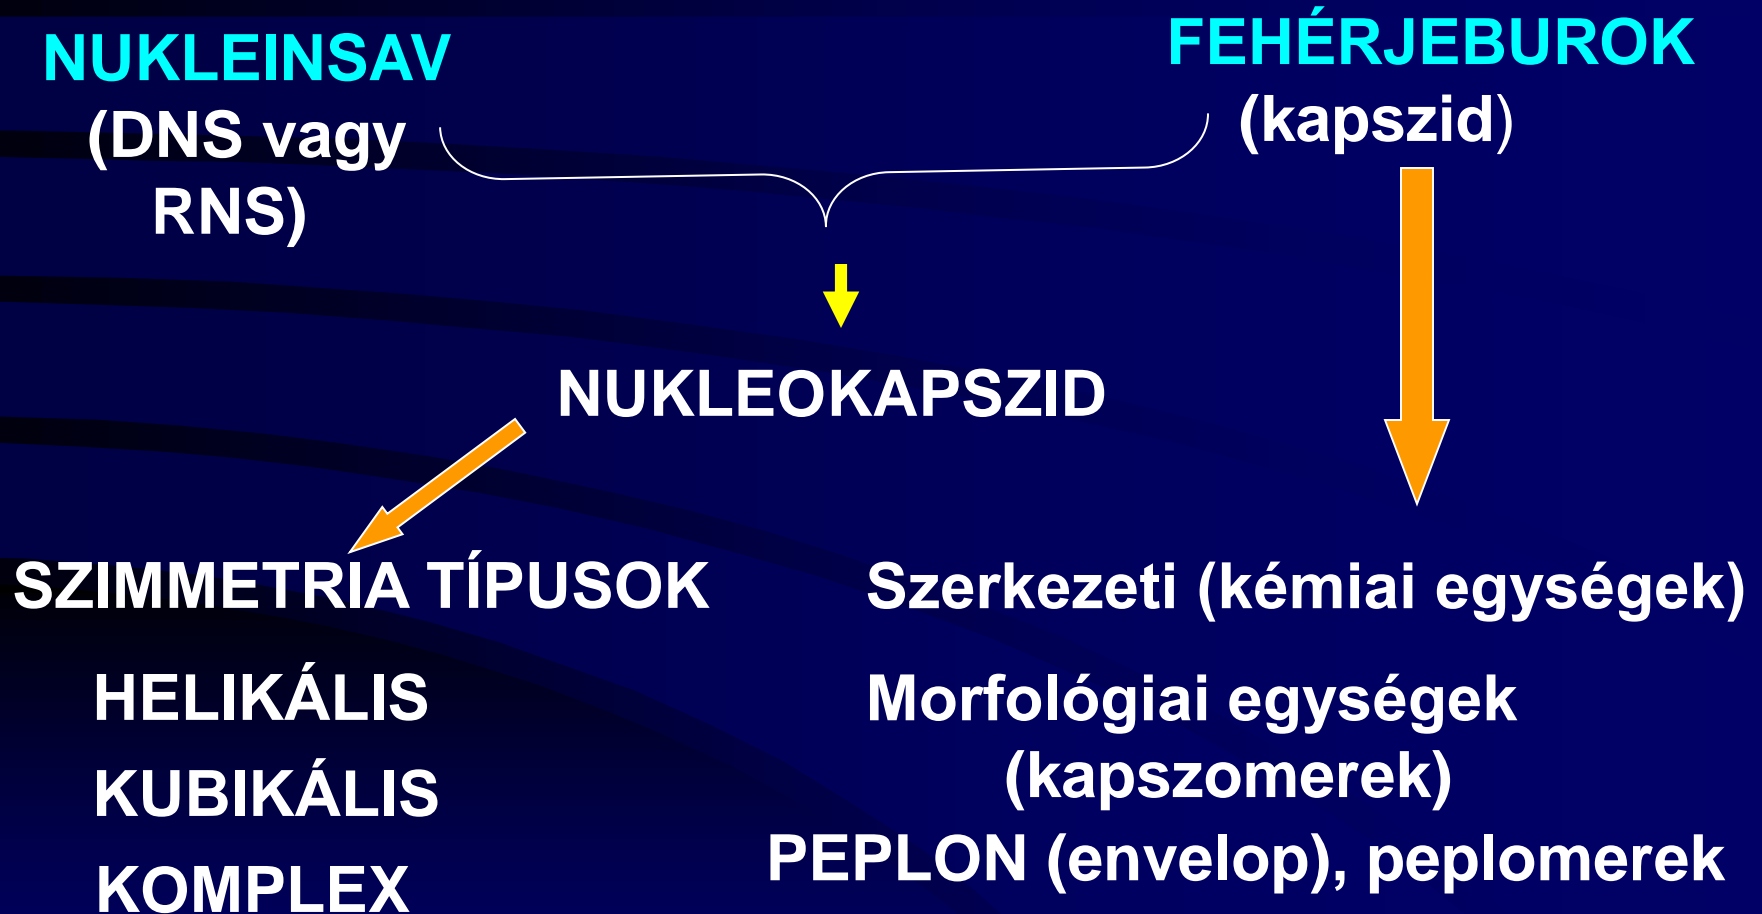 NUKLEINSAV
(DNS vagy
RNS)
FEHÉRJEBUROK
(kapszid)
NUKLEOKAPSZID
SZIMMETRIA TÍPUSOK
HELIKÁLIS
KUBIKÁLIS
KOMPLEX
Szerkezeti (kémiai egységek)
Morfológiai egységek
(kapszomerek)
PEPLON (envelop), peplomerek